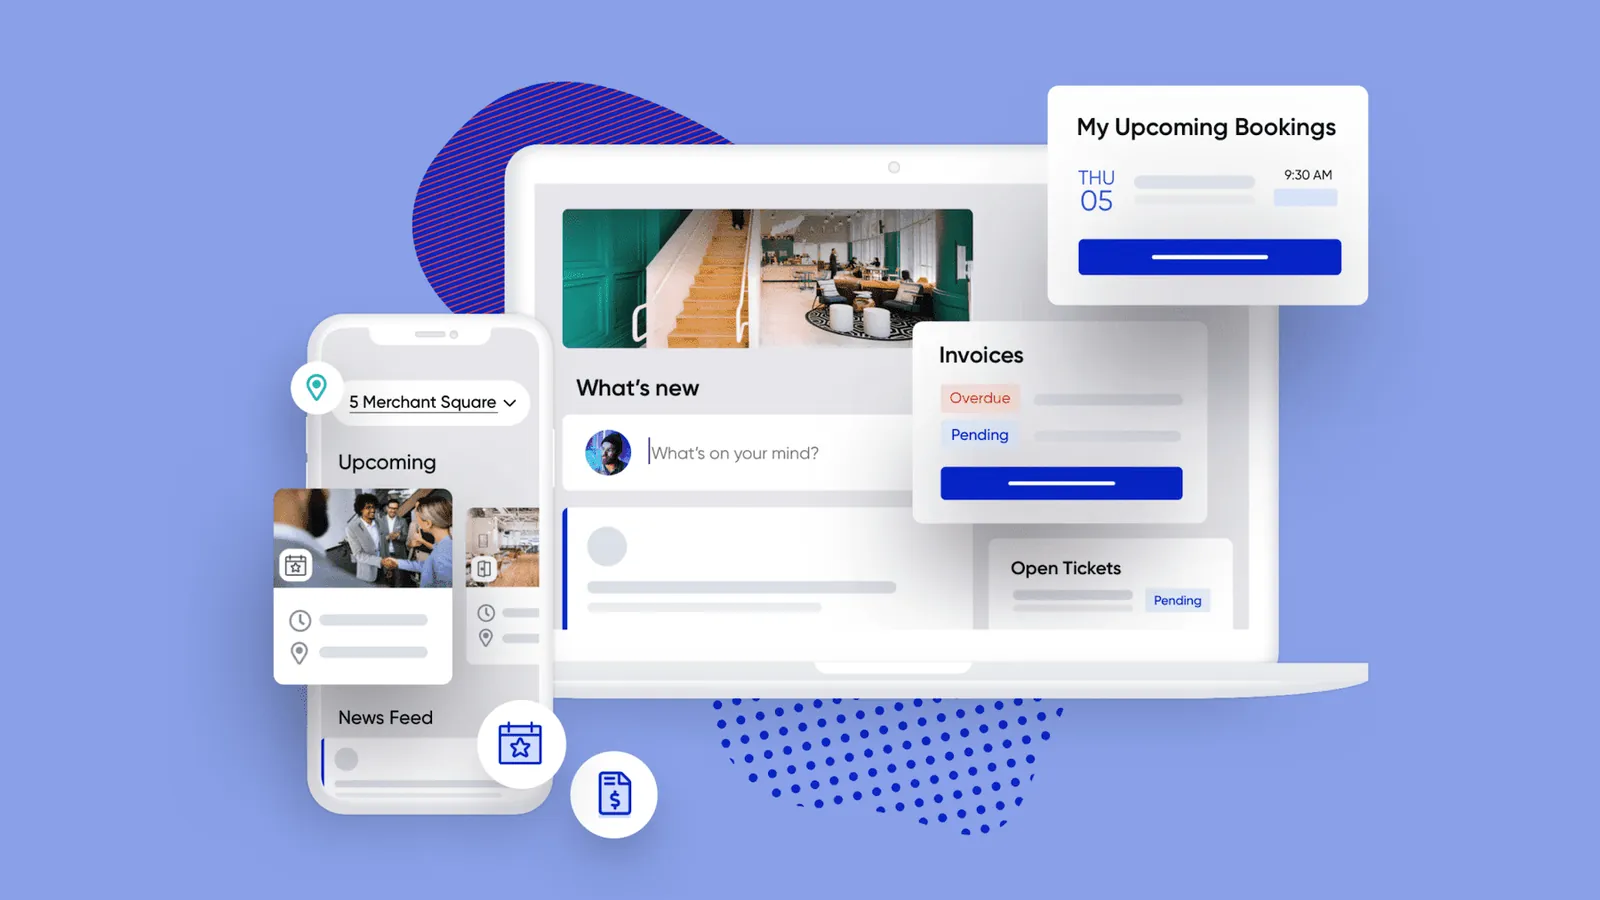 My Upcoming Bookings
THU
05
9:30 AM
Invoices
Overdue
Pending
What's new
What's on your mind?
Open Tickets
Pending
5 Merchant Square
Upcoming
News Feed
$